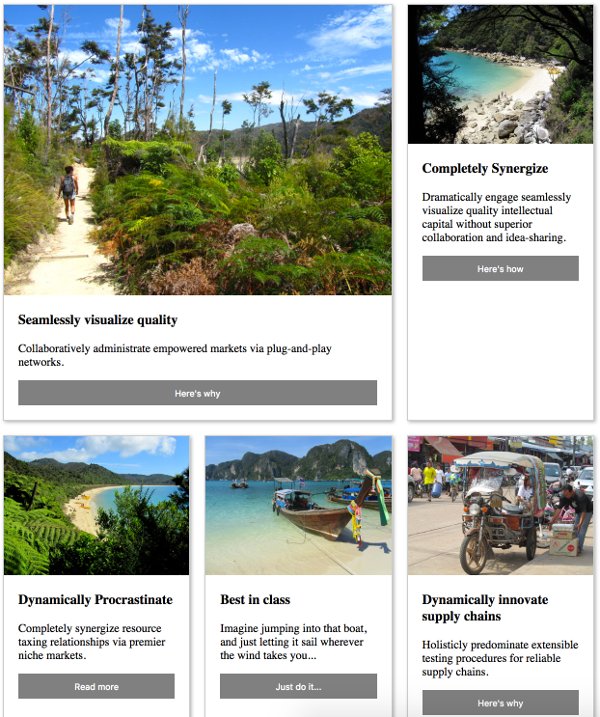 Seamlessly visualize quality
Collaboratively administrate empowered markets via plug-and-play
networks.
Here's why
Completely Synergize
Dramatically engage seamlessly
visualize quality intellectual
capital without superior
collaboration and idea-sharing.
Here's how
Dynamically Procrastinate
Completely synergize resource
taxing relationships via premier
niche markets.
Read more
Best in class
Imagine jumping into that boat,
and just letting it sail wherever
the wind takes you...
Just do it...
Dynamically innovate
supply chains
Holisticly predominate extensible
testing procedures for reliable
supply chains.
Here's why